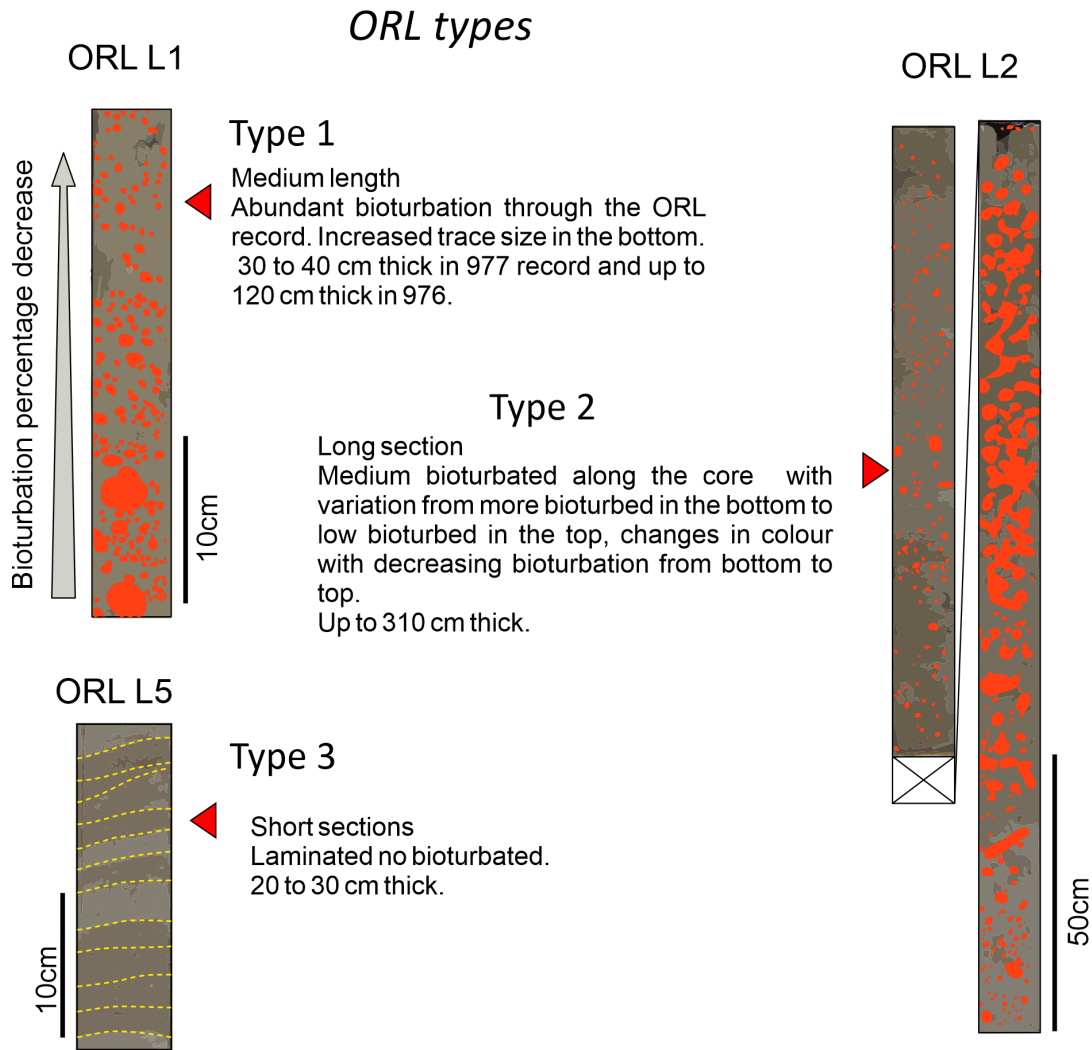 ORL types
ORL L1
Bioturbation percentage decrease
10cm
Type 1
Medium length
Abundant bioturbation through the ORL
record. Increased trace size in the bottom.
30 to 40 cm thick in 977 record and up to
120 cm thick in 976.
ORL L2
50cm
Type 2
Long section
Medium bioturbated along the core with
variation from more bioturbed in the bottom to
low bioturbed in the top, changes in colour
with decreasing bioturbation from bottom to
top.
Up to 310 cm thick.
ORL L5
10cm
Type 3
Short sections
Laminated no bioturbated.
20 to 30 cm thick.